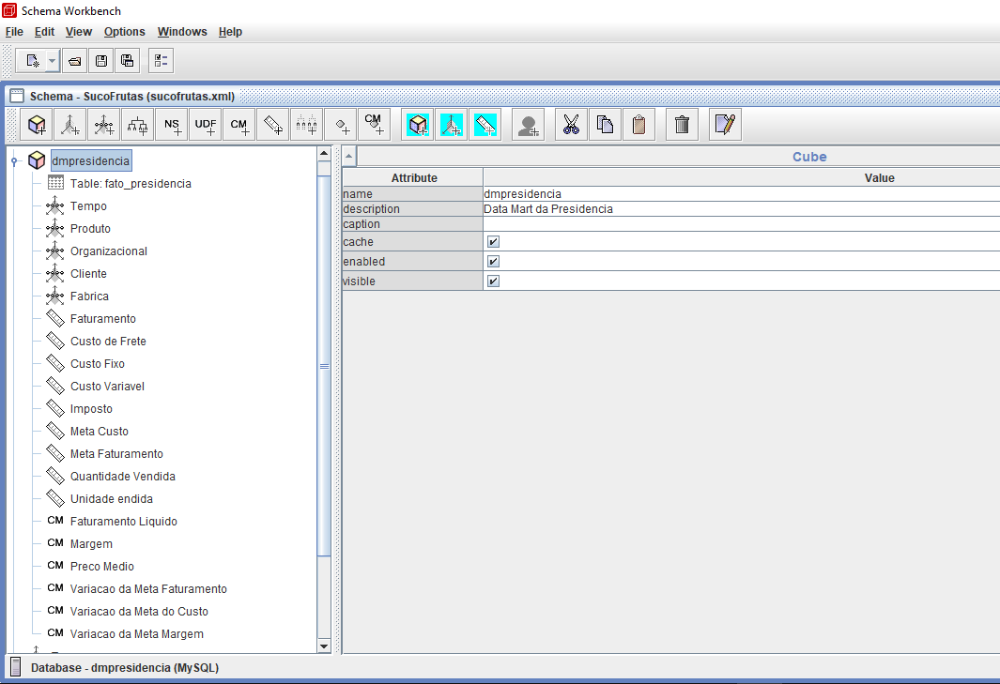 Schema Workbench
File Edit View Options Windows Help
Schema - SucoFrutas (sucofrutas.xml)
NS UDF CM CM
dmpresidencia
Table: fato_presidencia
Tempo
Produto
Organizacional
Cliente
Fabrica
Faturamento
Custo de Frete
Custo Fixo
Custo Variavel
Imposto
Meta Custo
Meta Faturamento
Quantidade Vendida
Unidade endida
CM Faturamento Liquido
CM Margem
CM Preco Medio
CM Variacao da Meta Faturamento
CM Variacao da Meta do Custo
CM Variacao da Meta Margem
Cube
Attribute Value
name dmpresidencia
description Data Mart da Presidencia
caption
cache
enabled
visible
Database - dmpresidencia (MySQL)